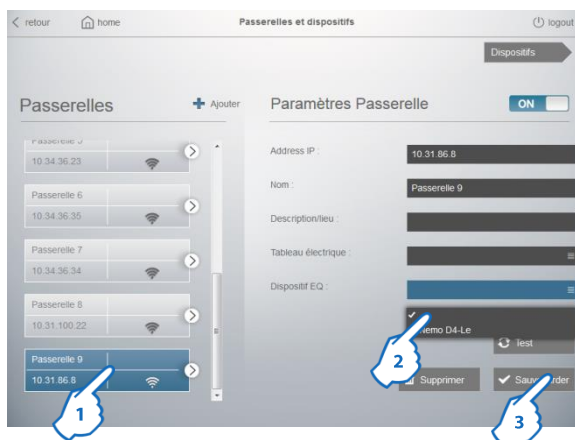 retour
home
Passerelles et dispositifs
logout
Dispositifs
Passerelles
Ajouter
Paramètres Passerelle
ON
10.34.36.23
Passerelle 6
10.34.36.35
Passerelle 7
10.34.36.34
Passerelle 8
10.31.100.22
Passerelle 9
10.31.86.8
Address IP :
10.31.86.8
Nom :
Passerelle 9
Description/lieu :
Tableau électrique :
Dispositif EQ :
D4-Le
Test
Supprimer
1
2
3